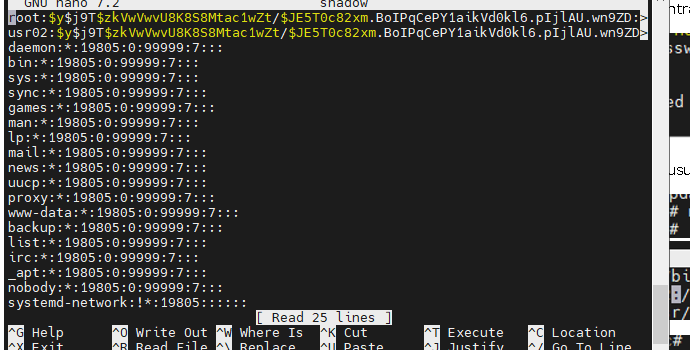 GNU nano 7.2 shadow
root:$y$j9T$zkVwVwvU8K8S8Mtac1wZt/$JE5T0c82xm.BoIPqCePY1aikVd0kl6.pIjlAU.wn9ZD:>
usr02:$y$j9T$zkVwVwvU8K8S8Mtac1wZt/$JE5T0c82xm.BoIPqCePY1aikVd0kl6.pIjlAU.wn9ZD>
daemon:*:19805:0:99999:7:::
bin:*:19805:0:99999:7:::
sys:*:19805:0:99999:7:::
sync:*:19805:0:99999:7:::
games:*:19805:0:99999:7:::
man:*:19805:0:99999:7:::
lp:*:19805:0:99999:7:::
mail:*:19805:0:99999:7:::
news:*:19805:0:99999:7:::
uucp:*:19805:0:99999:7:::
proxy:*:19805:0:99999:7:::
www-data:*:19805:0:99999:7:::
backup:*:19805:0:99999:7:::
list:*:19805:0:99999:7:::
irc:*:19805:0:99999:7:::
_apt:*:19805:0:99999:7:::
nobody:*:19805:0:99999:7:::
systemd-network:!*:19805::::::
[ Read 25 lines ]
^G Help ^O Write Out ^W Where Is ^K Cut ^T Execute ^C Location
^X Exit ^R Read File ^\ Replace ^U Paste ^J Justify ^/ Go To Line